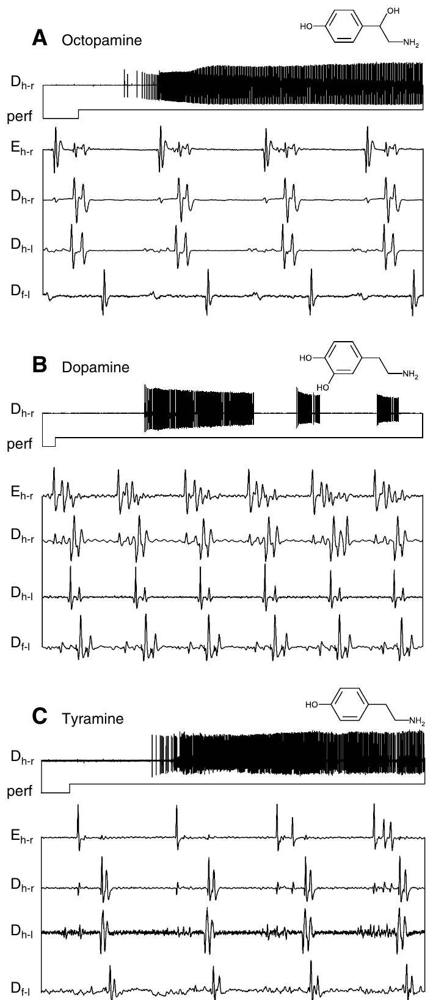 OH
HO
NH2
A Octopamine
Dh-r
perf
Eh-r
Dh-r
Dh-l
Df-l
HO
NH2
HO
B Dopamine
Dh-r
perf
Eh-r
Dh-r
Dh-l
Df-l
HO
NH2
C Tyramine
Dh-r
perf
Eh-r
Dh-r
Dh-l
Df-l